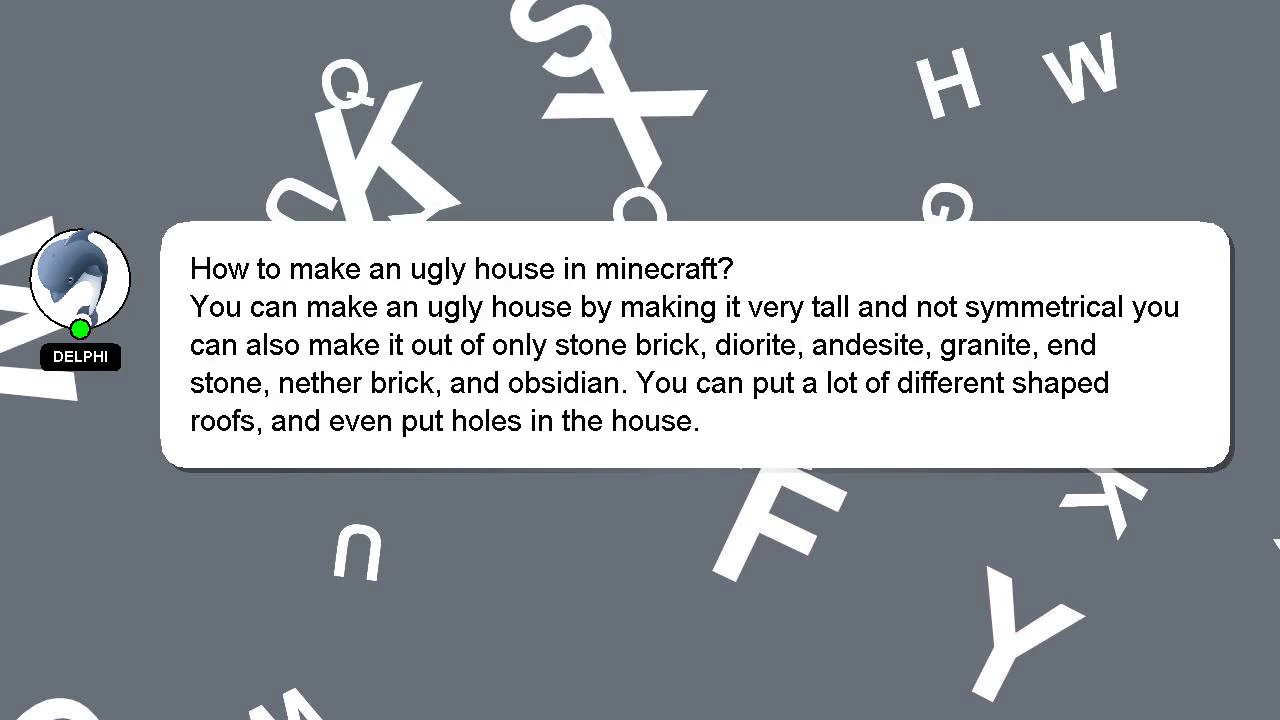 S
Q
X
H
W
K
G
How to make an ugly house in minecraft?
You can make an ugly house by making it very tall and not symmetrical you
can also make it out of only stone brick, diorite, andesite, granite, end
stone, nether brick, and obsidian. You can put a lot of different shaped
roofs, and even put holes in the house.
DELPHI
F
K
U
Y